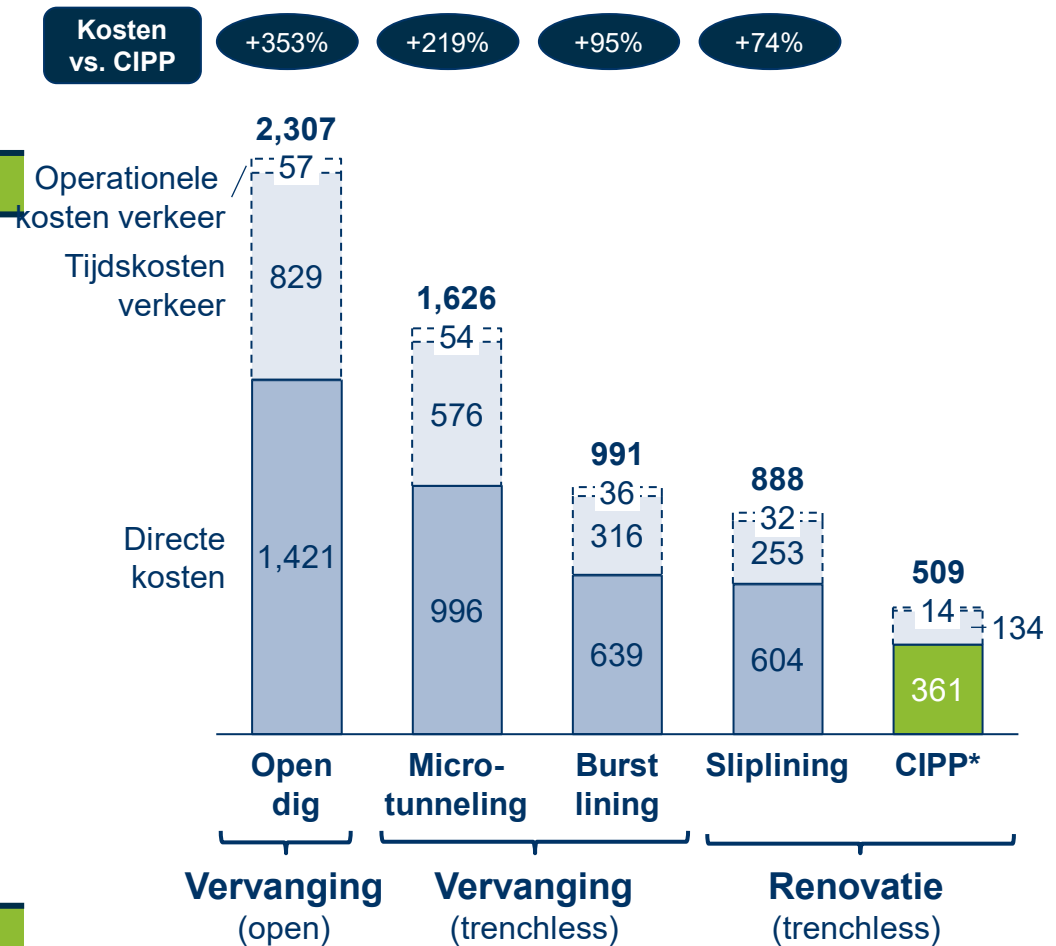 Kosten
vs. CIPP
+353%
+219%
+95%
+74%
2,307
57
Operationele
kosten verkeer
829
Tijdskosten
verkeer
1,626
54
576
991
36
316
888
32
253
509
14
134
Directe
kosten
1,421
996
639
604
361
Open
dig
Micro-
tunneling
Burst
lining
Sliplining
CIPP*
Vervanging
(open)
Vervanging
(trenchless)
Renovatie
(trenchless)